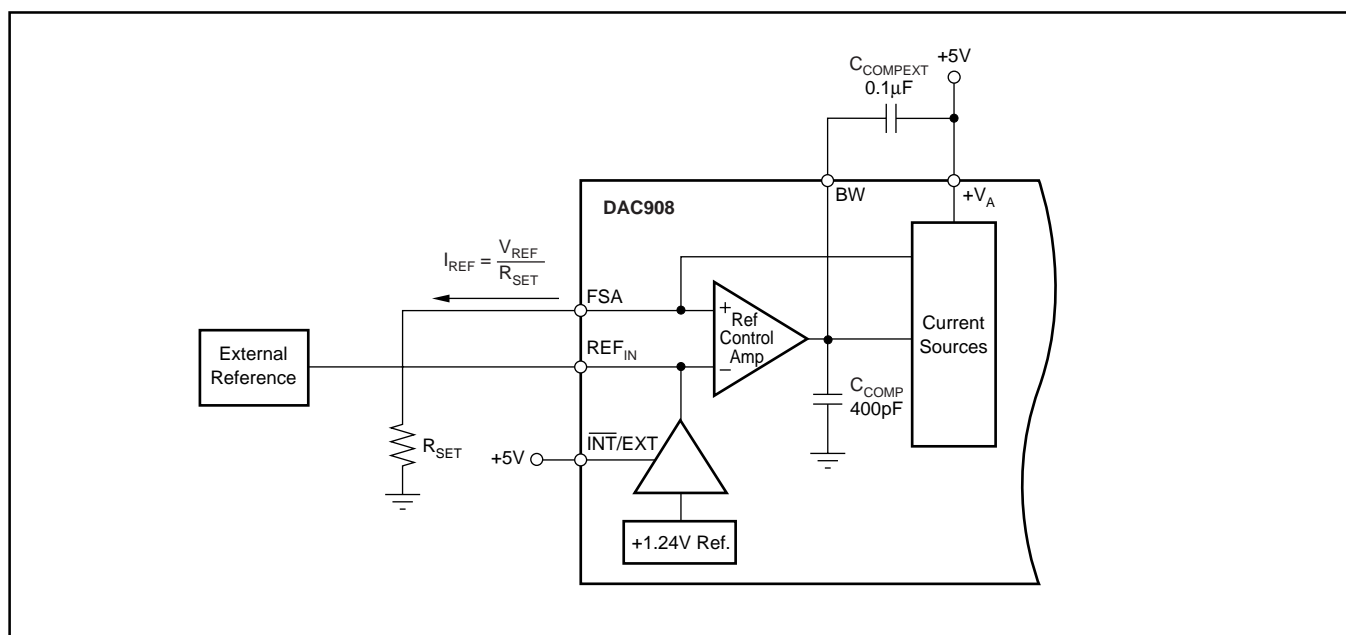 +5V
C_COMPEXT
0.1μF
BW
+V_A
DAC908
I_REF = V_REF / R_SET
FSA
+
Ref
Control
Amp
Current
Sources
External
Reference
REF_IN
–
C_COMP
400pF
R_SET
+5V
I̅N̅T̅/EXT
+1.24V Ref.